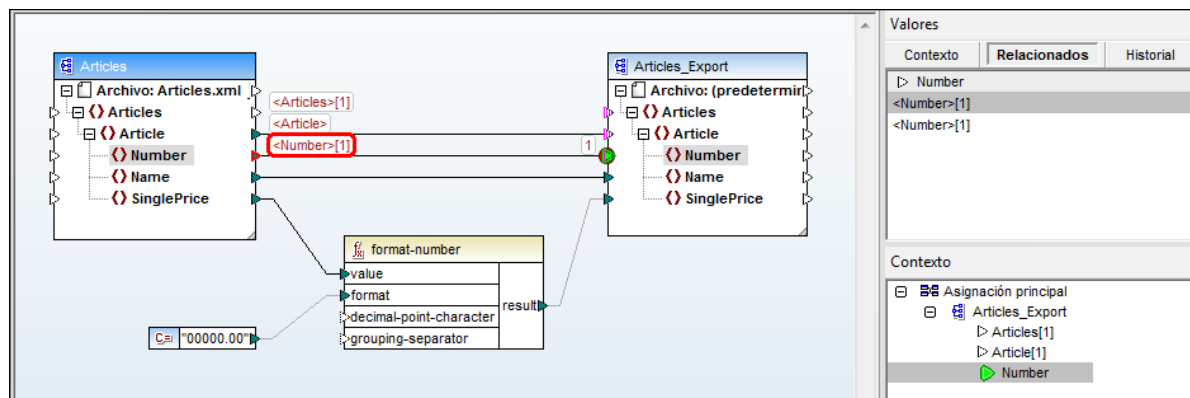 Articles
Archivo: Articles.xml
Articles
Article
Number
Name
SinglePrice
<Articles>[1]
<Article>
<Number>[1]
1
Articles_Export
Archivo: (predetermin
Articles
Article
Number
Name
SinglePrice
format-number
value
format
decimal-point-character
grouping-separator
result
C= "00000.00"
Valores
Contexto Relacionados Historial
Number
<Number>[1]
<Number>[1]
Contexto
Asignación principal
Articles_Export
Articles[1]
Article[1]
Number